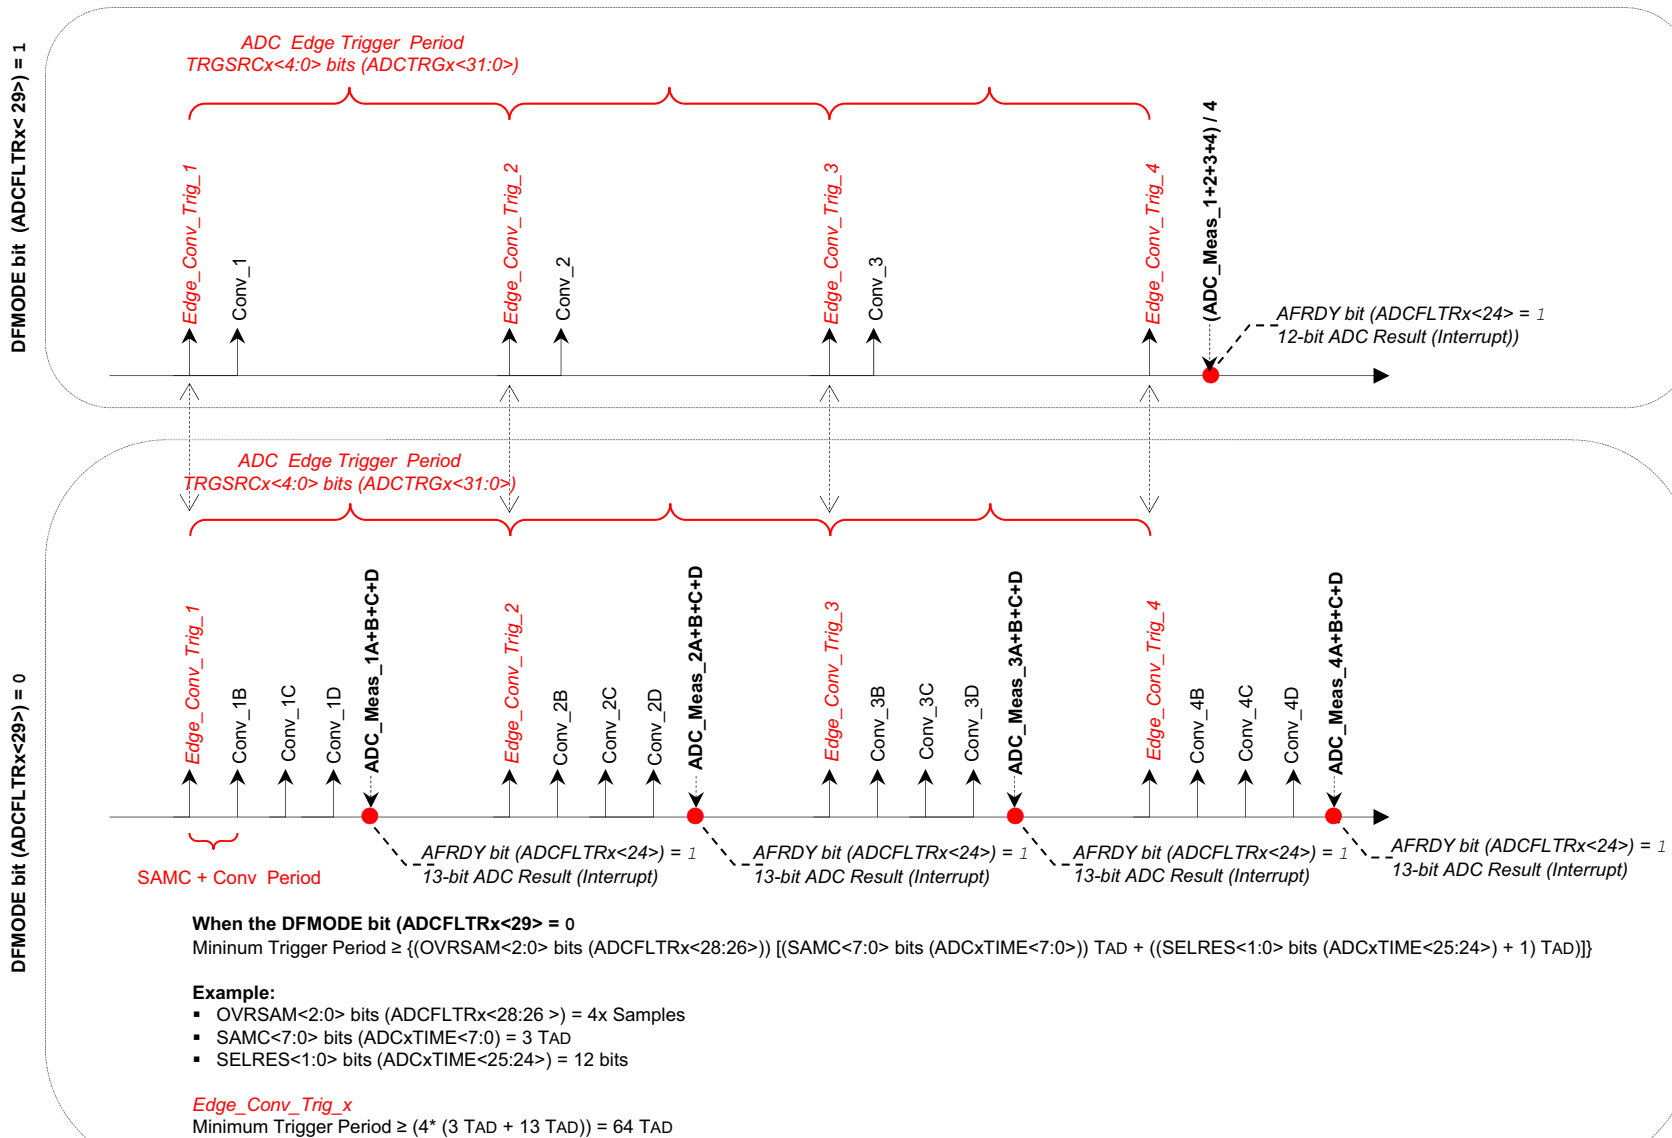 DFMODE bit  (ADCFLTRx< 29>) = 1
ADC  Edge Trigger  Period
TRGSRCx<4:0> bits (ADCTRGx<31:0>)
Edge_Conv_Trig_1
Conv_1
Edge_Conv_Trig_2
Conv_2
Edge_Conv_Trig_3
Conv_3
Edge_Conv_Trig_4
(ADC_Meas_1+2+3+4) / 4
AFRDY bit (ADCFLTRx<24> = 1
12-bit ADC Result (Interrupt))
DFMODE bit (ADCFLTRx<29>) = 0
ADC  Edge Trigger  Period
TRGSRCx<4:0> bits (ADCTRGx<31:0>)
Edge_Conv_Trig_1
Conv_1B
Conv_1C
Conv_1D
ADC_Meas_1A+B+C+D
Edge_Conv_Trig_2
Conv_2B
Conv_2C
Conv_2D
ADC_Meas_2A+B+C+D
Edge_Conv_Trig_3
Conv_3B
Conv_3C
Conv_3D
ADC_Meas_3A+B+C+D
Edge_Conv_Trig_4
Conv_4B
Conv_4C
Conv_4D
ADC_Meas_4A+B+C+D
SAMC + Conv  Period
AFRDY bit (ADCFLTRx<24>) = 1
13-bit ADC Result (Interrupt)
AFRDY bit (ADCFLTRx<24>) = 1
13-bit ADC Result (Interrupt)
AFRDY bit (ADCFLTRx<24>) = 1
13-bit ADC Result (Interrupt)
AFRDY bit (ADCFLTRx<24>) = 1
13-bit ADC Result (Interrupt)
When the DFMODE bit (ADCFLTRx<29> = 0
Mininum Trigger Period ≥ {(OVRSAM<2:0> bits (ADCFLTRx<28:26>)) [(SAMC<7:0> bits (ADCxTIME<7:0>)) TAD + ((SELRES<1:0> bits (ADCxTIME<25:24>) + 1) TAD)]}
Example:
▪ OVRSAM<2:0> bits (ADCFLTRx<28:26 >) = 4x Samples
▪ SAMC<7:0> bits (ADCxTIME<7:0) = 3 TAD
▪ SELRES<1:0> bits (ADCxTIME<25:24>) = 12 bits
Edge_Conv_Trig_x
Minimum Trigger Period ≥ (4* (3 TAD + 13 TAD)) = 64 TAD